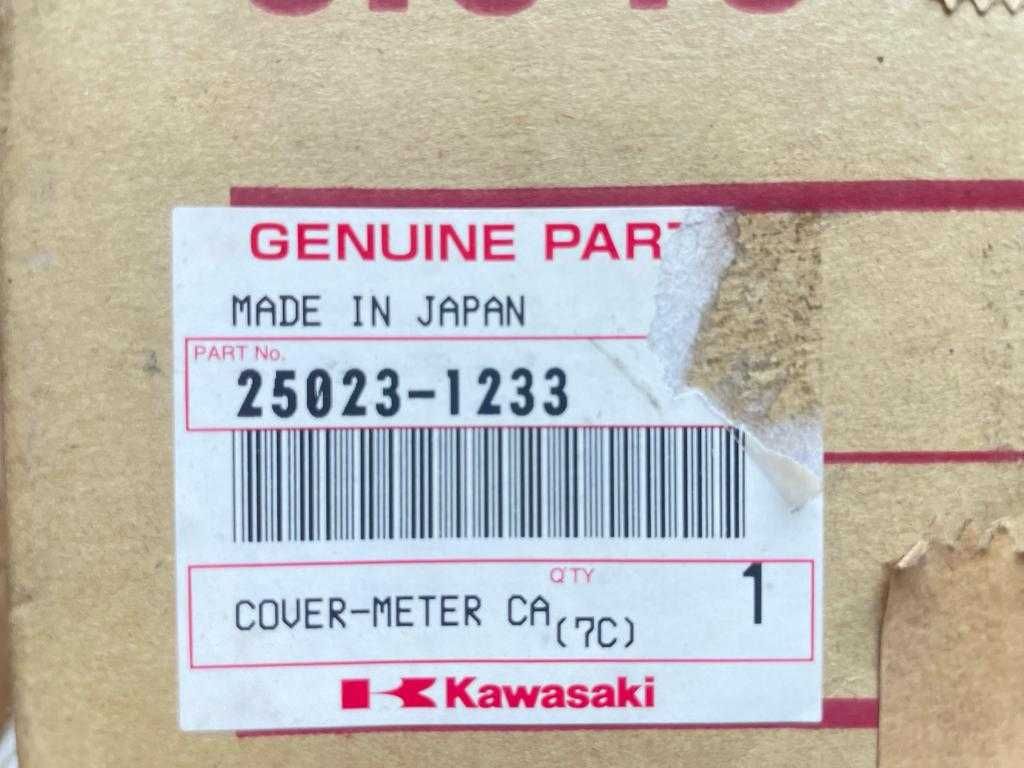 GENUINE PART
MADE IN JAPAN
PART No.
25023-1233
Q'TY
COVER-METER CA(7C) 1
Kawasaki